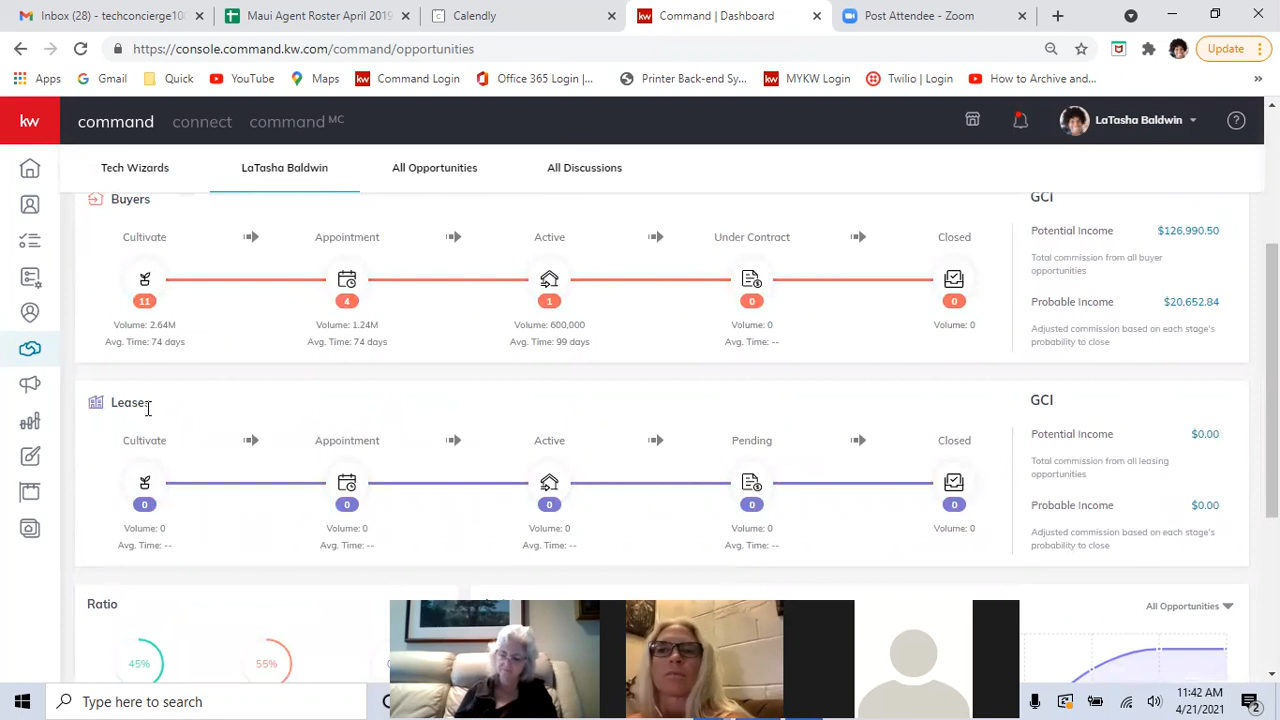 Inbox (28) - techconcierge100
Maui Agent Roster April 2019
Calendly
Command | Dashboard
Post Attendee - Zoom
https://console.command.kw.com/command/opportunities
Update
Apps
Gmail
Quick
YouTube
Maps
Command Login
Office 365 Login |...
Printer Back-end Sy...
MYKW Login
Twilio | Login
How to Archive and...
»
kw
command
connect
command MC
LaTasha Baldwin
Tech Wizards
LaTasha Baldwin
All Opportunities
All Discussions
Buyers
GCI
Cultivate
Appointment
Active
Under Contract
Closed
Potential Income
$126,990.50
Total commission from all buyer
opportunities
11
4
1
0
0
Probable Income
$20,652.84
Volume: 2.64M
Volume: 1.24M
Volume: 600,000
Volume: 0
Volume: 0
Avg. Time: 74 days
Avg. Time: 74 days
Avg. Time: 99 days
Avg. Time: --
Adjusted commission based on each stage's
probability to close
Leases
GCI
Cultivate
Appointment
Active
Pending
Closed
Potential Income
$0.00
Total commission from all leasing
opportunities
0
0
0
0
0
Probable Income
$0.00
Volume: 0
Volume: 0
Volume: 0
Volume: 0
Volume: 0
Avg. Time: --
Avg. Time: --
Avg. Time: --
Avg. Time: --
Adjusted commission based on each stage's
probability to close
Ratio
All Opportunities
45%
55%
Type here to search
11:42 AM
4/21/2021
2